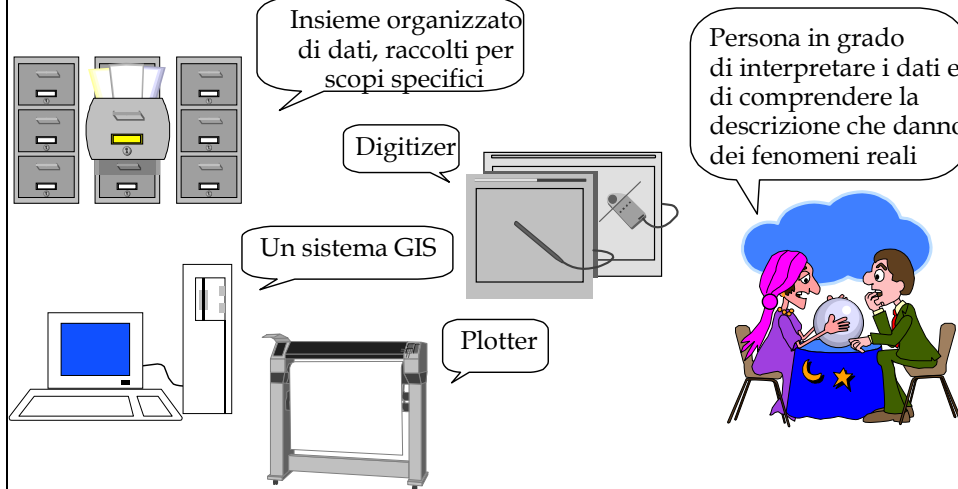 Insieme organizzato
di dati, raccolti per
scopi specifici
Persona in grado
di interpretare i dati e
di comprendere la
descrizione che danno
dei fenomeni reali
Digitizer
Un sistema GIS
Plotter